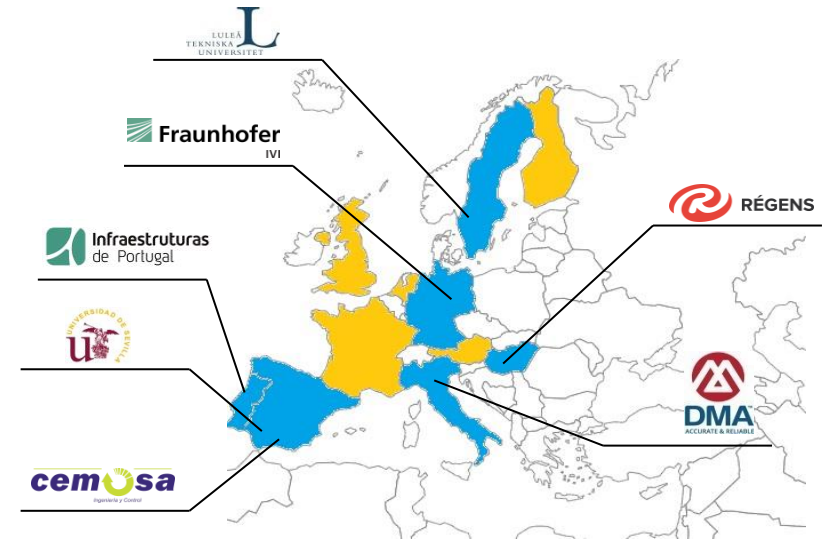 LULEÅ
TEKNISKA
UNIVERSITET
Fraunhofer
IVI
RÉGENS
Infraestruturas
de Portugal
UNIVERSIDAD DE SEVILLA
DMA
ACCURATE & RELIABLE
cemosa
Ingeniería y Control